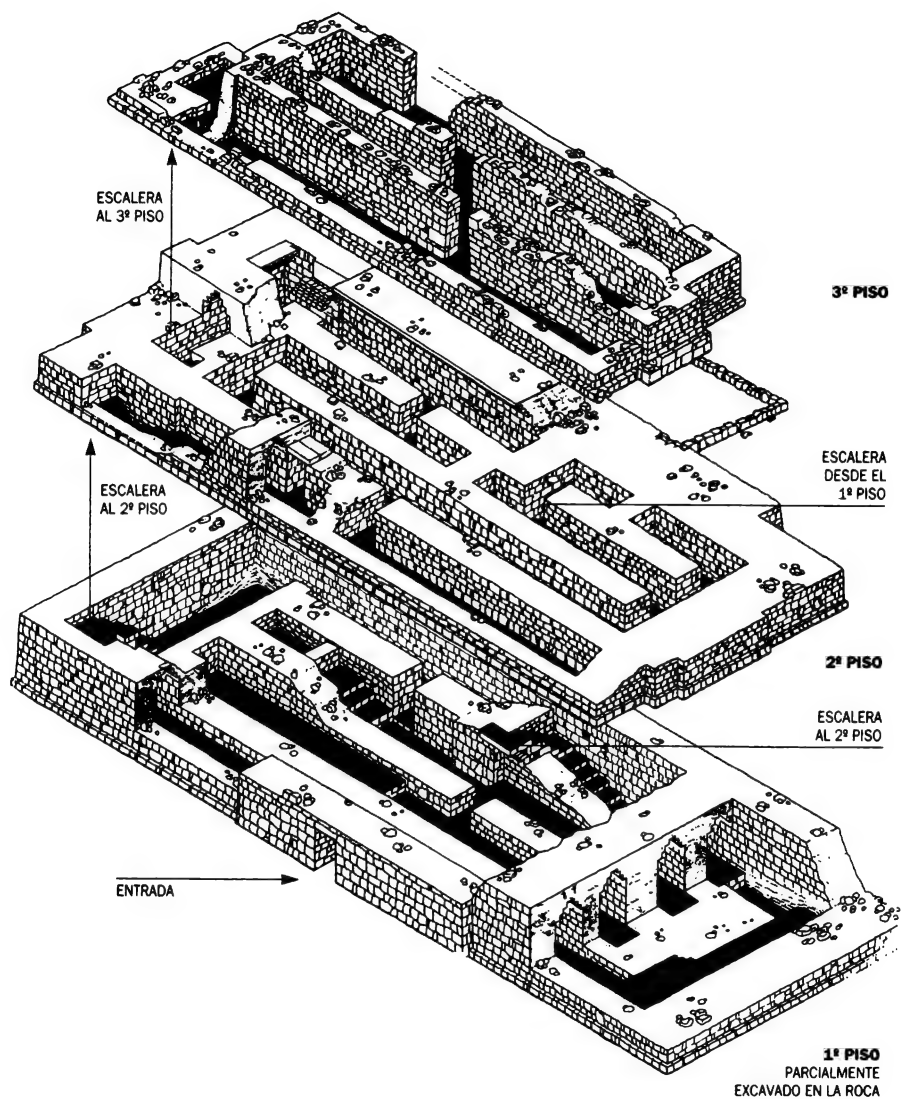 ESCALERA
AL 3º PISO
3º PISO
ESCALERA
DESDE EL
1º PISO
ESCALERA
AL 2º PISO
2º PISO
ESCALERA
AL 2º PISO
ENTRADA
1º PISO
PARCIALMENTE
EXCAVADO EN LA ROCA